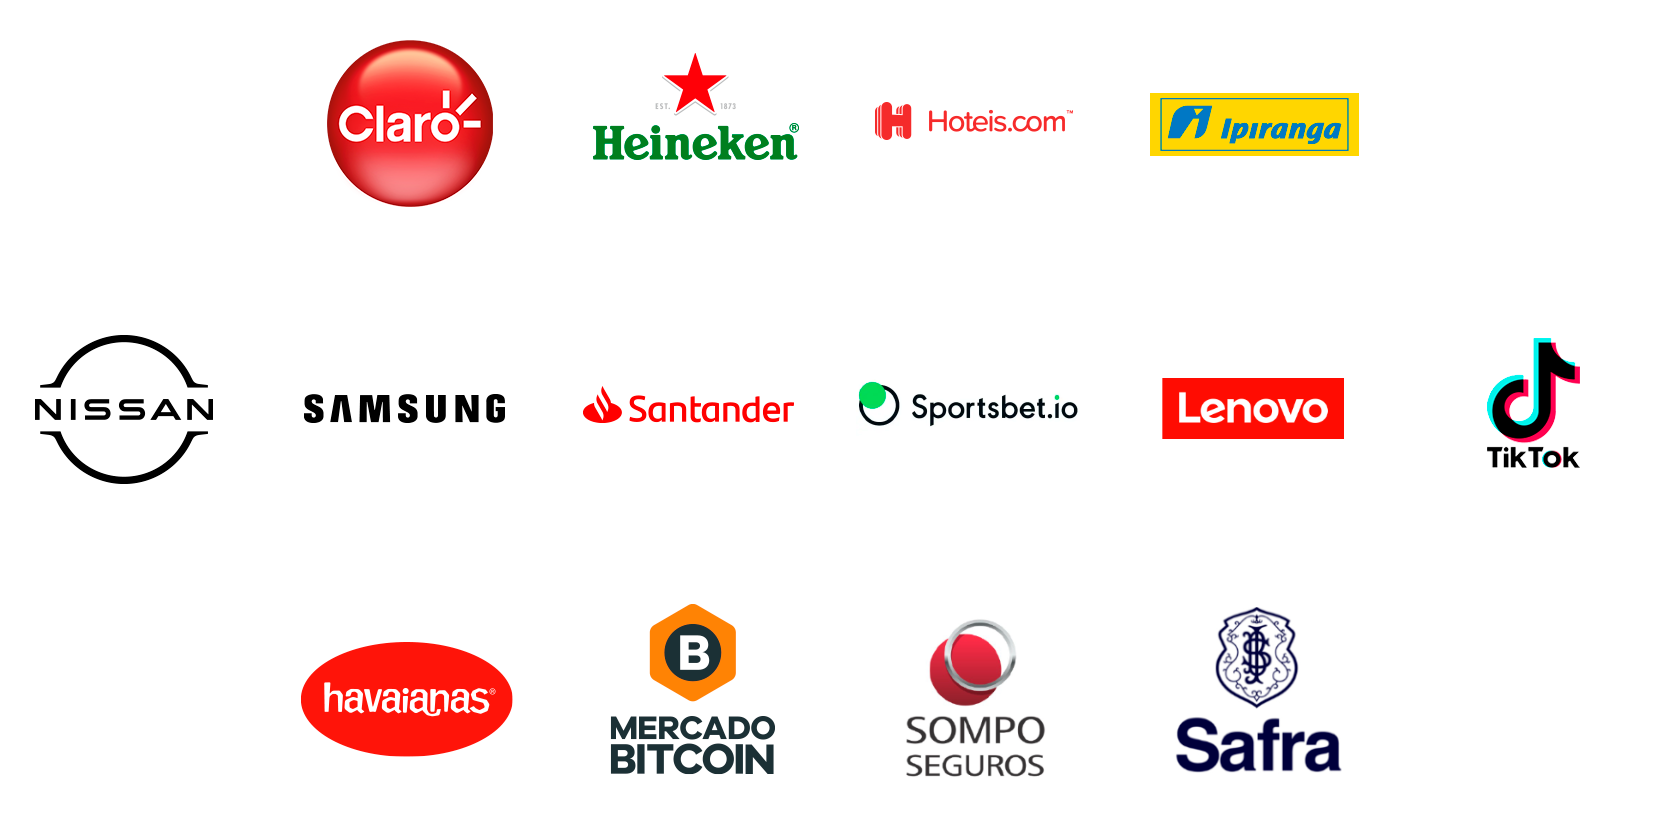 Claro
EST. 1873
Heineken®
Hoteis.com™
Ipiranga
NISSAN
SAMSUNG
Santander
Sportsbet.io
Lenovo
TikTok
havaianas®
B
MERCADO
BITCOIN
SOMPO
SEGUROS
Safra